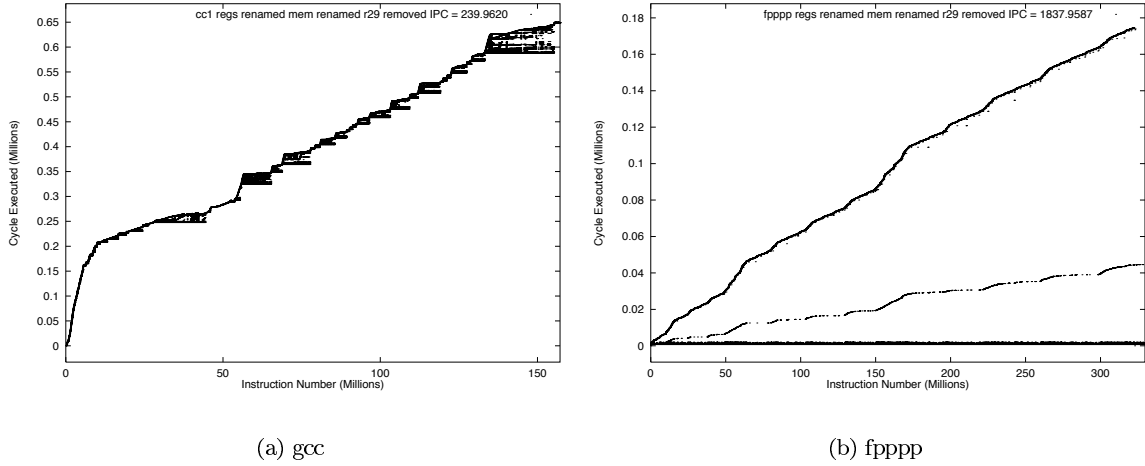 cc1 regs renamed mem renamed r29 removed IPC = 239.9620
0.65
0.6
0.55
0.5
0.45
0.4
0.35
0.3
0.25
0.2
0.15
0.1
0.05
0
Cycle Executed (Millions)
0 50 100 150
Instruction Number (Millions)
(a) gcc
fpppp regs renamed mem renamed r29 removed IPC = 1837.9587
0.18
0.16
0.14
0.12
0.1
0.08
0.06
0.04
0.02
0
Cycle Executed (Millions)
0 50 100 150 200 250 300
Instruction Number (Millions)
(b) fpppp